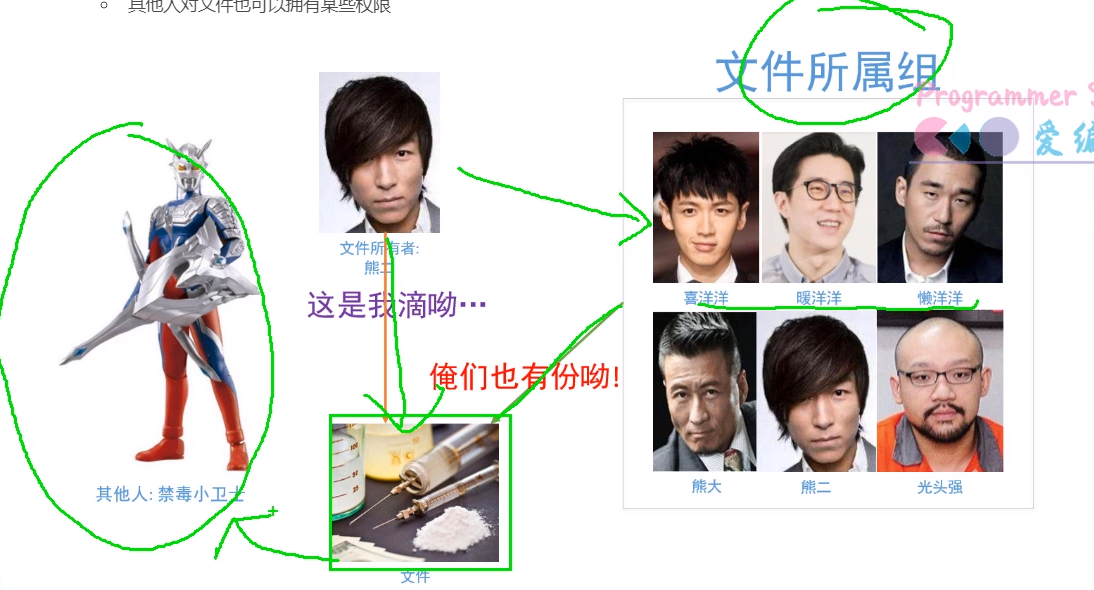 其他人对文件也可以拥有某些权限
文件所属组
Programmer S
爱编
文件所有者:
熊二
这是我滴呦…
喜洋洋
暖洋洋
懒洋洋
俺们也有份呦!
熊大
熊二
光头强
其他人: 禁毒小卫士
文件